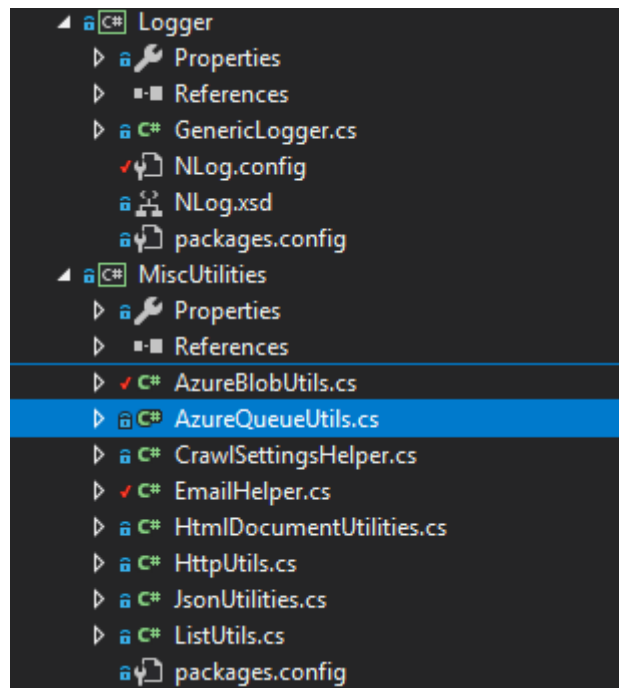 C# Logger
Properties
References
C# GenericLogger.cs
NLog.config
NLog.xsd
packages.config
C# MiscUtilities
Properties
References
C# AzureBlobUtils.cs
C# AzureQueueUtils.cs
C# CrawlSettingsHelper.cs
C# EmailHelper.cs
C# HtmlDocumentUtilities.cs
C# HttpUtils.cs
C# JsonUtilities.cs
C# ListUtils.cs
packages.config